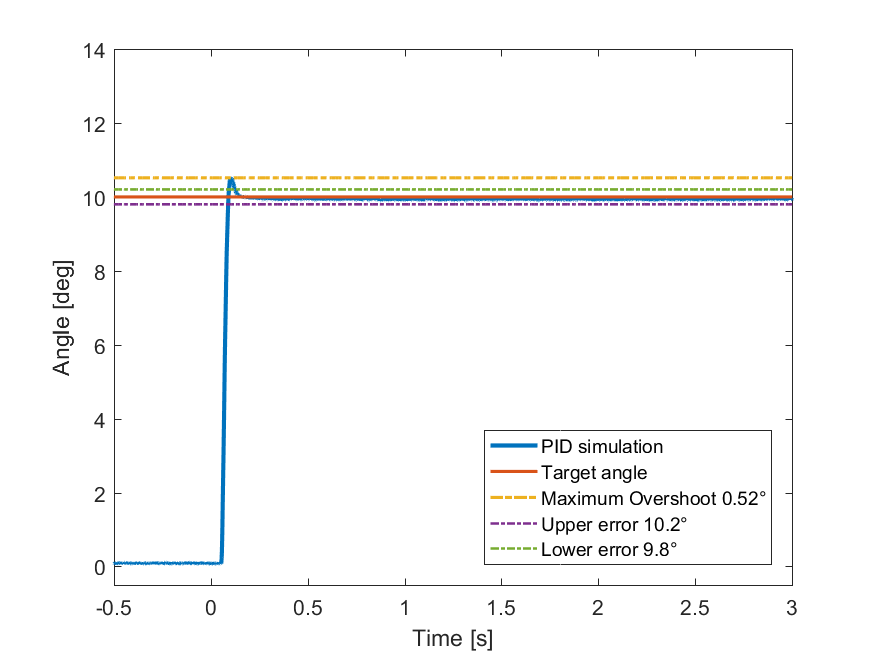 14
12
10
8
6
4
2
0
Angle [deg]
PID simulation
Target angle
Maximum Overshoot 0.52°
Upper error 10.2°
Lower error 9.8°
-0.5 0 0.5 1 1.5 2 2.5 3
Time [s]